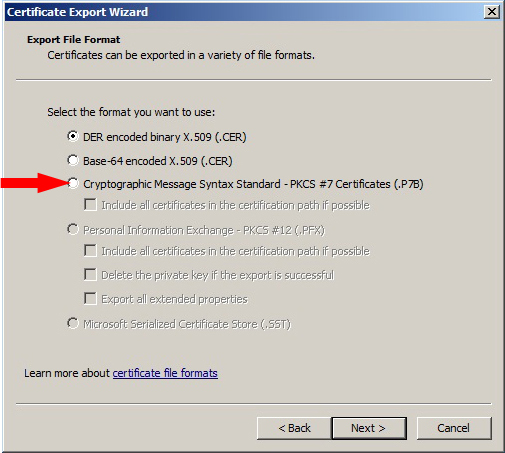 Certificate Export Wizard
Export File Format
Certificates can be exported in a variety of file formats.
Select the format you want to use:
DER encoded binary X.509 (.CER)
Base-64 encoded X.509 (.CER)
Cryptographic Message Syntax Standard - PKCS #7 Certificates (.P7B)
Include all certificates in the certification path if possible
Personal Information Exchange - PKCS #12 (.PFX)
Include all certificates in the certification path if possible
Delete the private key if the export is successful
Export all extended properties
Microsoft Serialized Certificate Store (.SST)
Learn more about certificate file formats
< Back Next > Cancel